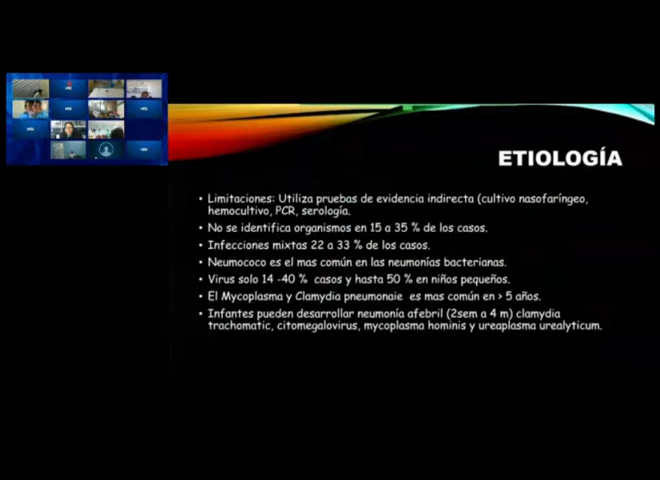 ETIOLOGÍA
• Limitaciones: Utiliza pruebas de evidencia indirecta (cultivo nasofaríngeo,
hemocultivo, PCR, serología.
• No se identifica organismos en 15 a 35 % de los casos.
• Infecciones mixtas 22 a 33 % de los casos.
• Neumococo es el mas común en las neumonías bacterianas.
• Virus solo 14 -40 % casos y hasta 50 % en niños pequeños.
• El Mycoplasma y Clamydia pneumonaie es mas común en > 5 años.
• Infantes pueden desarrollar neumonía afebril (2sem a 4 m) clamydia
trachomatic, citomegalovirus, mycoplasma hominis y ureaplasma urealyticum.